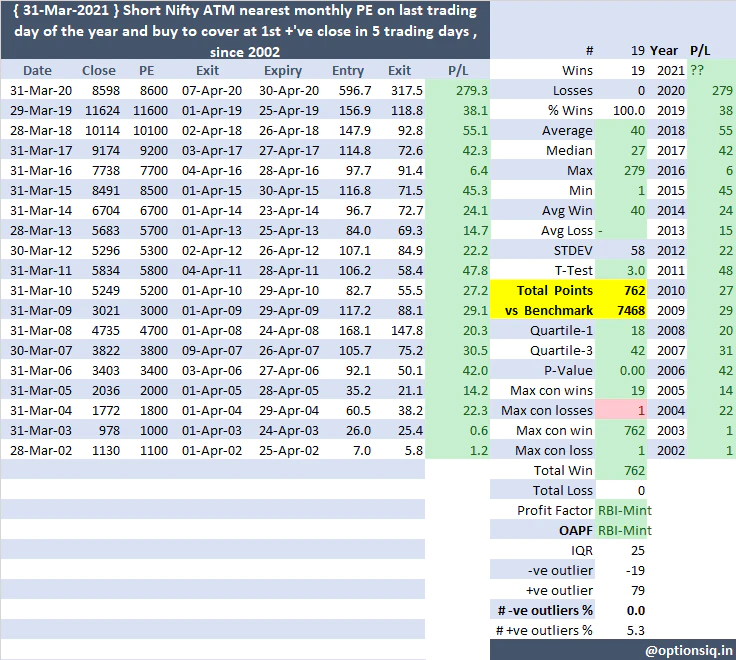 { 31-Mar-2021 } Short Nifty ATM nearest monthly PE on last trading
day of the year and buy to cover at 1st +'ve close in 5 trading days ,
since 2002
# 19 Year P/L
Date Close PE Exit Expiry Entry Exit P/L Wins 19 2021 ??
31-Mar-20 8598 8600 07-Apr-20 30-Apr-20 596.7 317.5 279.3 Losses 0 2020 279
29-Mar-19 11624 11600 01-Apr-19 25-Apr-19 156.9 118.8 38.1 % Wins 100.0 2019 38
28-Mar-18 10114 10100 02-Apr-18 26-Apr-18 147.9 92.8 55.1 Average 40 2018 55
31-Mar-17 9174 9200 03-Apr-17 27-Apr-17 114.8 72.6 42.3 Median 27 2017 42
31-Mar-16 7738 7700 04-Apr-16 28-Apr-16 97.7 91.4 6.4 Max 279 2016 6
31-Mar-15 8491 8500 01-Apr-15 30-Apr-15 116.8 71.5 45.3 Min 1 2015 45
31-Mar-14 6704 6700 01-Apr-14 23-Apr-14 96.7 72.7 24.1 Avg Win 40 2014 24
28-Mar-13 5683 5700 01-Apr-13 25-Apr-13 84.0 69.3 14.7 Avg Loss - 2013 15
30-Mar-12 5296 5300 02-Apr-12 26-Apr-12 107.1 84.9 22.2 STDEV 58 2012 22
31-Mar-11 5834 5800 04-Apr-11 28-Apr-11 106.2 58.4 47.8 T-Test 3.0 2011 48
31-Mar-10 5249 5200 01-Apr-10 29-Apr-10 82.7 55.5 27.2 Total Points 762 2010 27
31-Mar-09 3021 3000 01-Apr-09 29-Apr-09 117.2 88.1 29.1 vs Benchmark 7468 2009 29
31-Mar-08 4735 4700 01-Apr-08 24-Apr-08 168.1 147.8 20.3 Quartile-1 18 2008 20
30-Mar-07 3822 3800 09-Apr-07 26-Apr-07 105.7 75.2 30.5 Quartile-3 42 2007 31
31-Mar-06 3403 3400 03-Apr-06 27-Apr-06 92.1 50.1 42.0 P-Value 0.00 2006 42
31-Mar-05 2036 2000 01-Apr-05 28-Apr-05 35.2 21.1 14.2 Max con wins 19 2005 14
31-Mar-04 1772 1800 01-Apr-04 29-Apr-04 60.5 38.2 22.3 Max con losses 1 2004 22
31-Mar-03 978 1000 01-Apr-03 24-Apr-03 26.0 25.4 0.6 Max con win 762 2003 1
28-Mar-02 1130 1100 01-Apr-02 25-Apr-02 7.0 5.8 1.2 Max con loss 1 2002 1
Total Win 762
Total Loss 0
Profit Factor RBI-Mint
OAPF RBI-Mint
IQR 25
-ve outlier -19
+ve outlier 79
# -ve outliers % 0.0
# +ve outliers % 5.3
@optionsiq.in